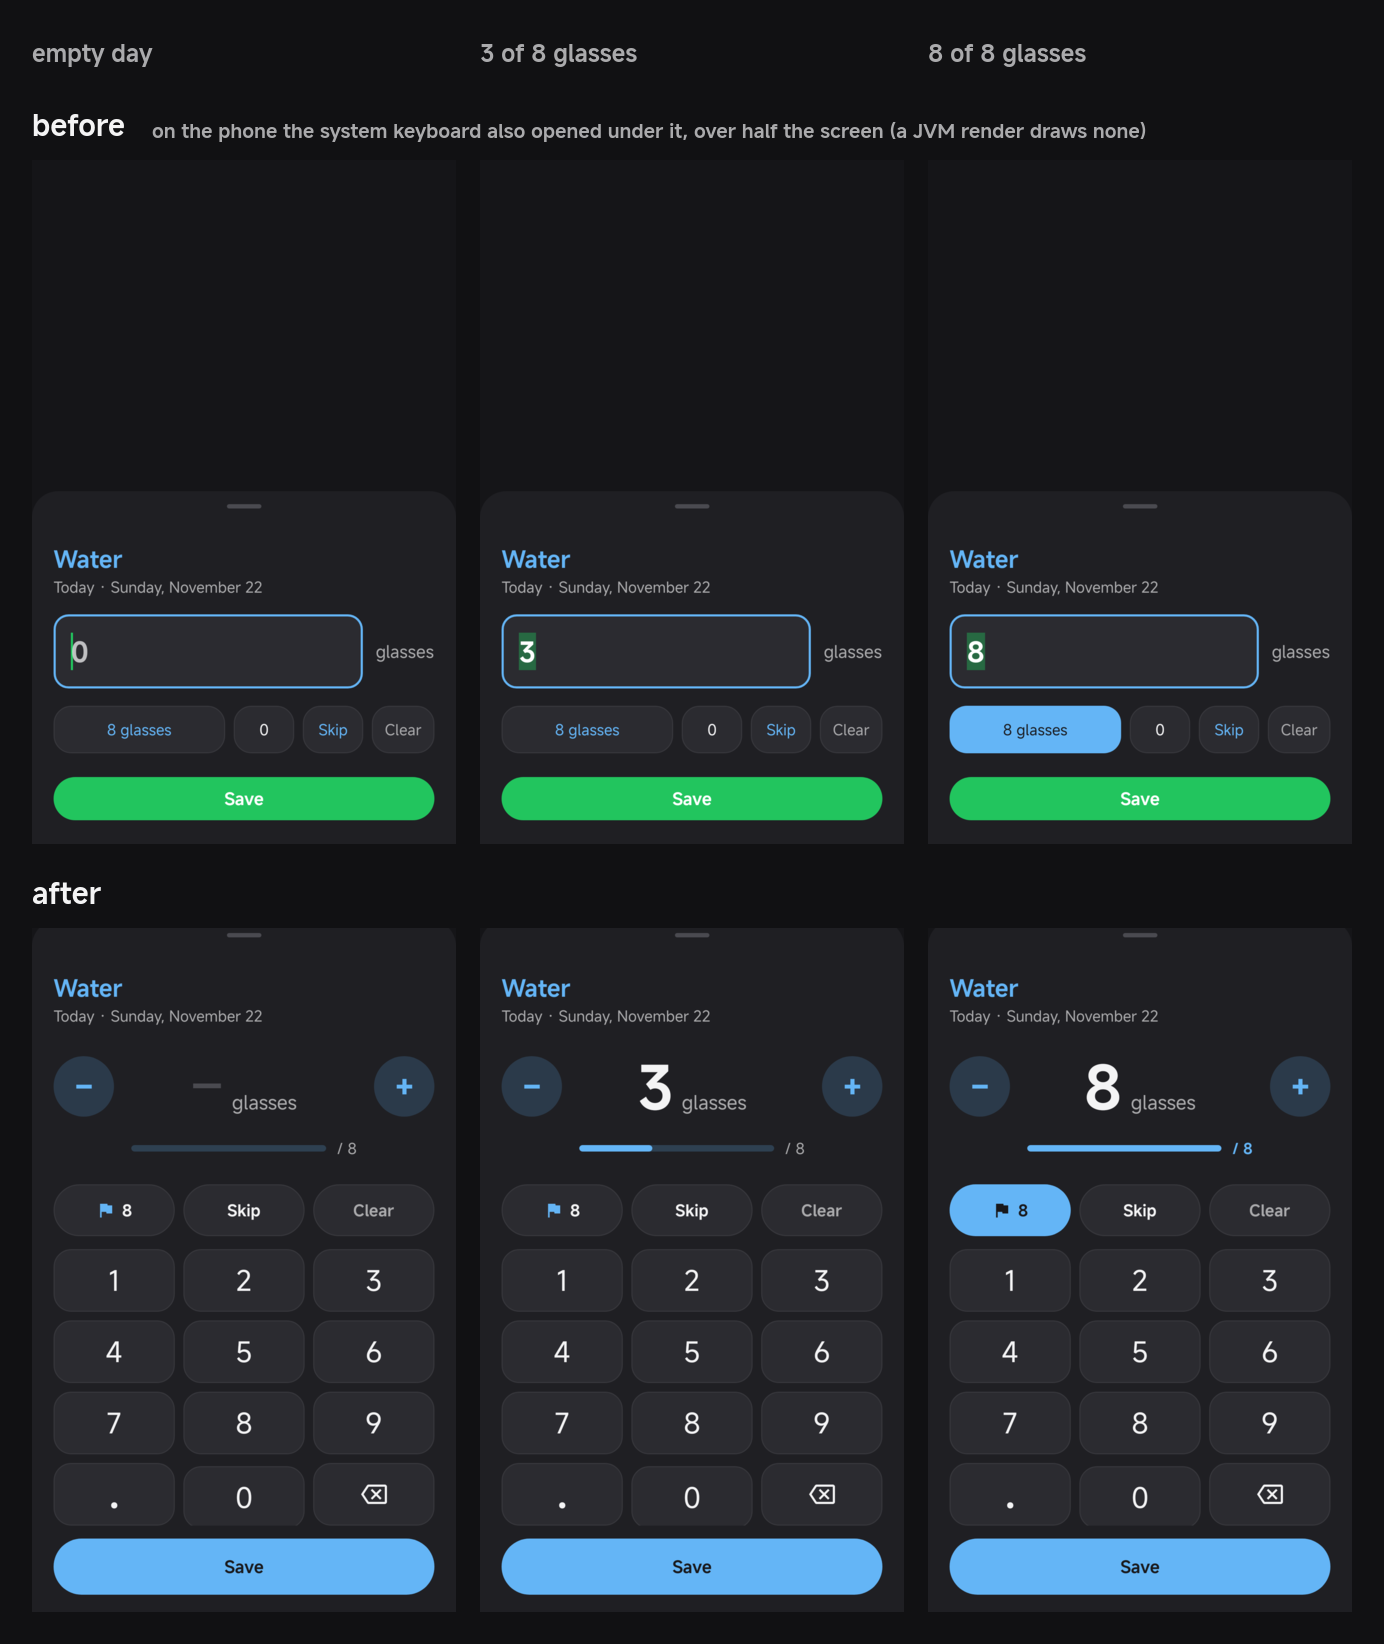 empty day 3 of 8 glasses 8 of 8 glasses
before on the phone the system keyboard also opened under it, over half the screen (a JVM render draws none)
Water
Today · Sunday, November 22
0 glasses
8 glasses 0 Skip Clear
Save
Water
Today · Sunday, November 22
3 glasses
8 glasses 0 Skip Clear
Save
Water
Today · Sunday, November 22
8 glasses
8 glasses 0 Skip Clear
Save
after
Water
Today · Sunday, November 22
− — glasses +
/ 8
8 Skip Clear
1 2 3
4 5 6
7 8 9
. 0
Save
Water
Today · Sunday, November 22
− 3 glasses +
/ 8
8 Skip Clear
1 2 3
4 5 6
7 8 9
. 0
Save
Water
Today · Sunday, November 22
− 8 glasses +
/ 8
8 Skip Clear
1 2 3
4 5 6
7 8 9
. 0
Save